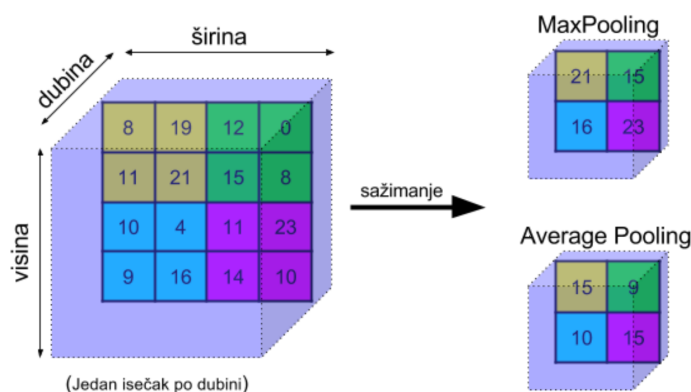 širina
dubina
visina
8 19 12 0
11 21 15 8
10 4 11 23
9 16 14 10
(Jedan isečak po dubini)
sažimanje
MaxPooling
21 15
16 23
Average Pooling
15 9
10 15